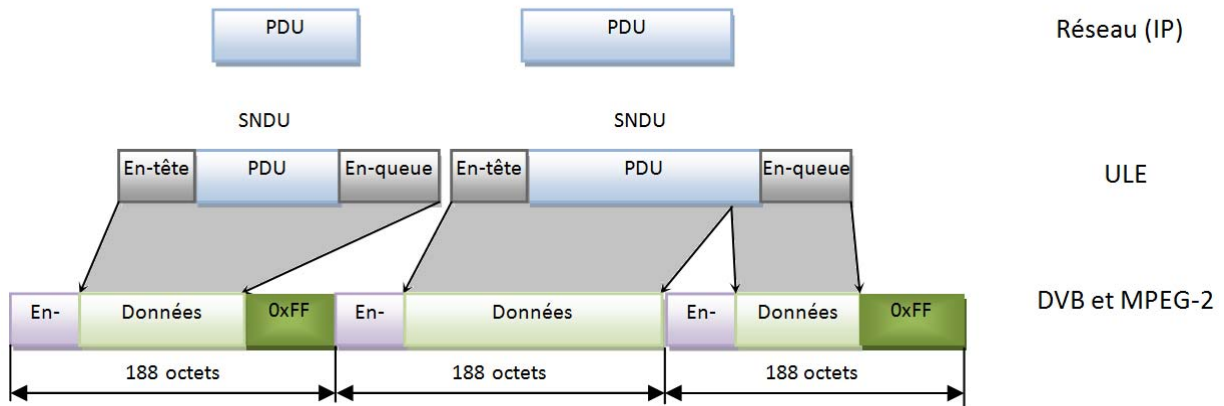 PDU PDU Réseau (IP)
SNDU SNDU
En-tête PDU En-queue En-tête PDU En-queue ULE
En- Données 0xFF En- Données En- Données 0xFF DVB et MPEG-2
188 octets 188 octets 188 octets